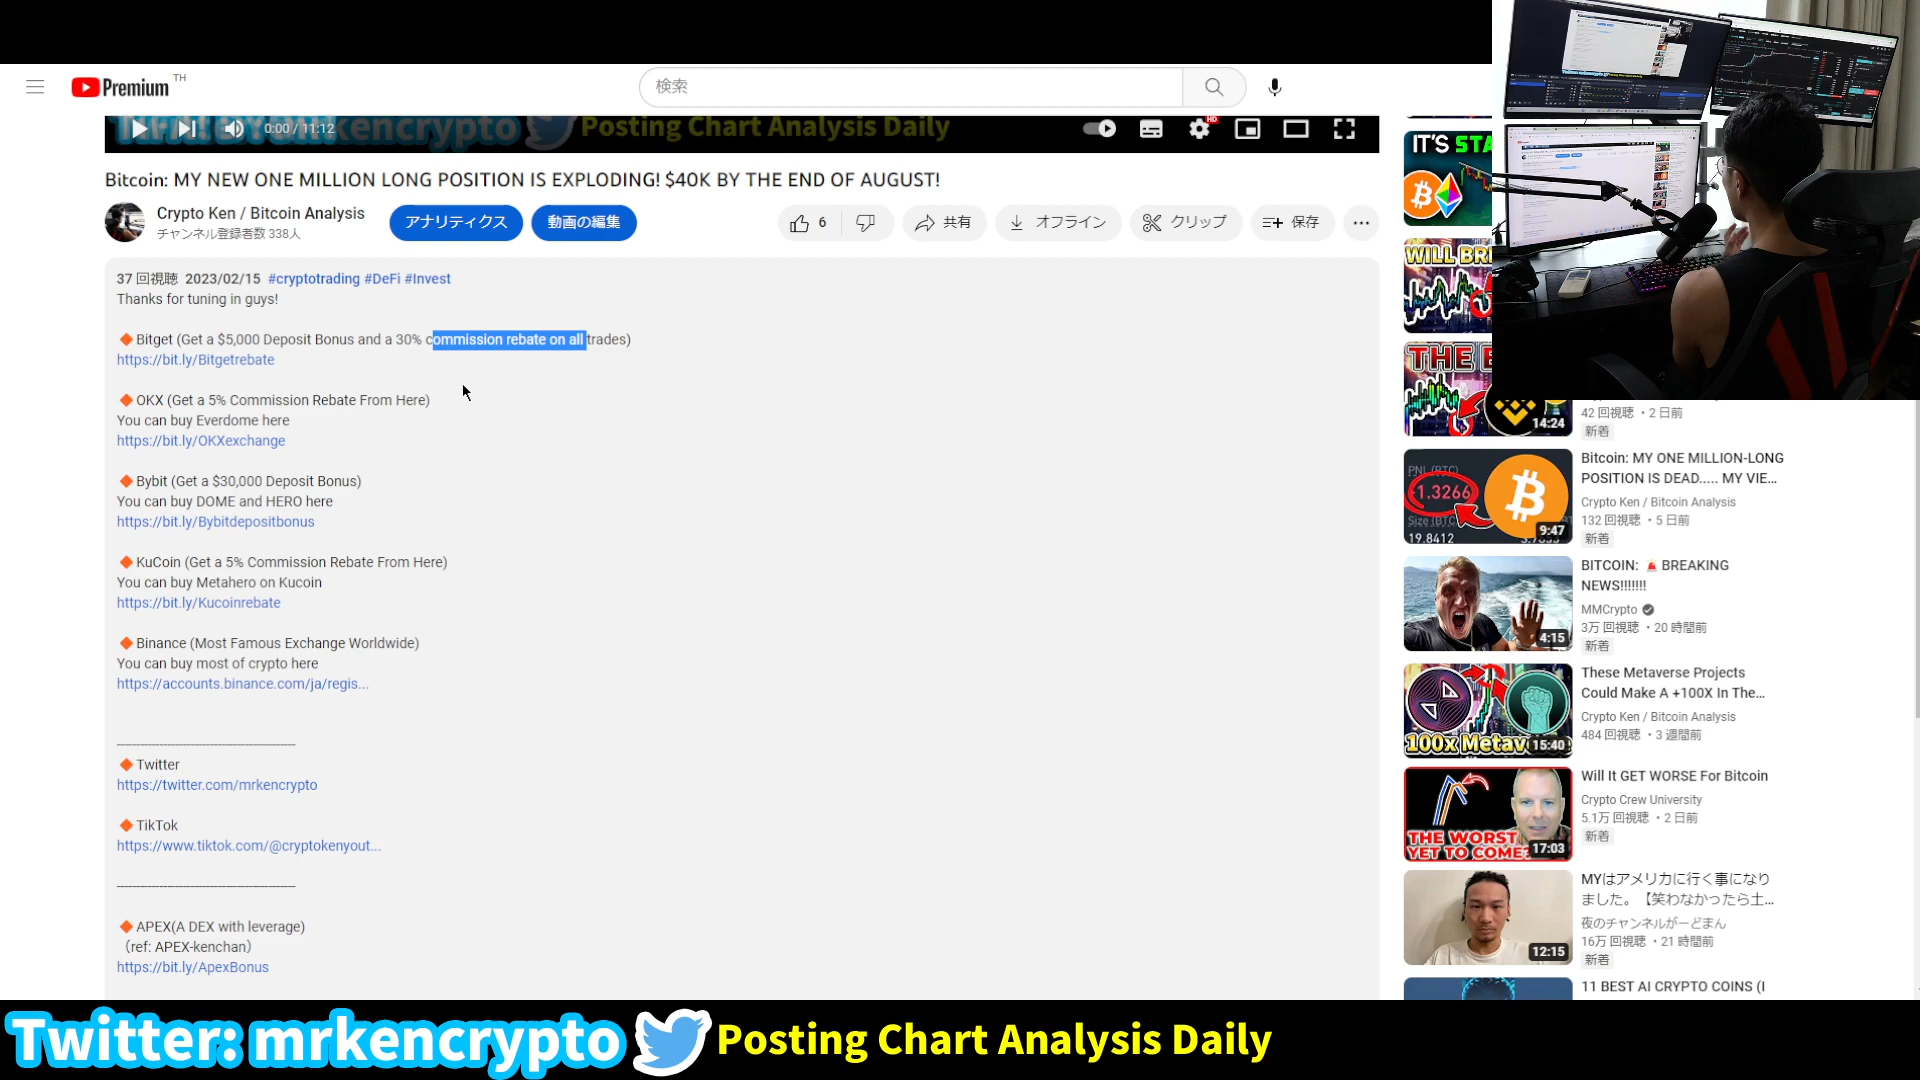 Premium TH
検索
0:00 / 11:12
Posting Chart Analysis Daily
HD
Bitcoin: MY NEW ONE MILLION LONG POSITION IS EXPLODING! $40K BY THE END OF AUGUST!
Crypto Ken / Bitcoin Analysis
チャンネル登録者数 338人
アナリティクス
動画の編集
6
共有
オフライン
クリップ
保存
37 回視聴 2023/02/15 #cryptotrading #DeFi #Invest
Thanks for tuning in guys!
🔶Bitget (Get a $5,000 Deposit Bonus and a 30% commission rebate on all trades)
https://bit.ly/Bitgetrebate
🔶OKX (Get a 5% Commission Rebate From Here)
You can buy Everdome here
https://bit.ly/OKXexchange
🔶Bybit (Get a $30,000 Deposit Bonus)
You can buy DOME and HERO here
https://bit.ly/Bybitdepositbonus
🔶KuCoin (Get a 5% Commission Rebate From Here)
You can buy Metahero on Kucoin
https://bit.ly/Kucoinrebate
🔶Binance (Most Famous Exchange Worldwide)
You can buy most of crypto here
https://accounts.binance.com/ja/regis...
🔶Twitter
https://twitter.com/mrkencrypto
🔶TikTok
https://www.tiktok.com/@cryptokenyout...
🔶APEX(A DEX with leverage)
（ref: APEX-kenchan）
https://bit.ly/ApexBonus
IT'S STA
WILL BR
THE
14:24
42 回視聴 ・2 日前
新着
PNL (BTC)
-1.3266
Size (BTC)
19.8412
9:47
Bitcoin: MY ONE MILLION-LONG
POSITION IS DEAD..... MY VIE...
Crypto Ken / Bitcoin Analysis
132 回視聴 ・5 日前
新着
4:15
BITCOIN: 🚨 BREAKING
NEWS!!!!!!!
MMCrypto
3万 回視聴 ・20 時間前
新着
100x Metav
15:40
These Metaverse Projects
Could Make A +100X In The...
Crypto Ken / Bitcoin Analysis
484 回視聴 ・3 週間前
THE WORST
YET TO COME?
17:03
Will It GET WORSE For Bitcoin
Crypto Crew University
5.1万 回視聴 ・2 日前
新着
12:15
MYはアメリカに行く事になり
ました。【笑わなかったら土...
夜のチャンネルがーどまん
16万 回視聴 ・21 時間前
新着
11 BEST AI CRYPTO COINS (I
Twitter: mrkencrypto Posting Chart Analysis Daily